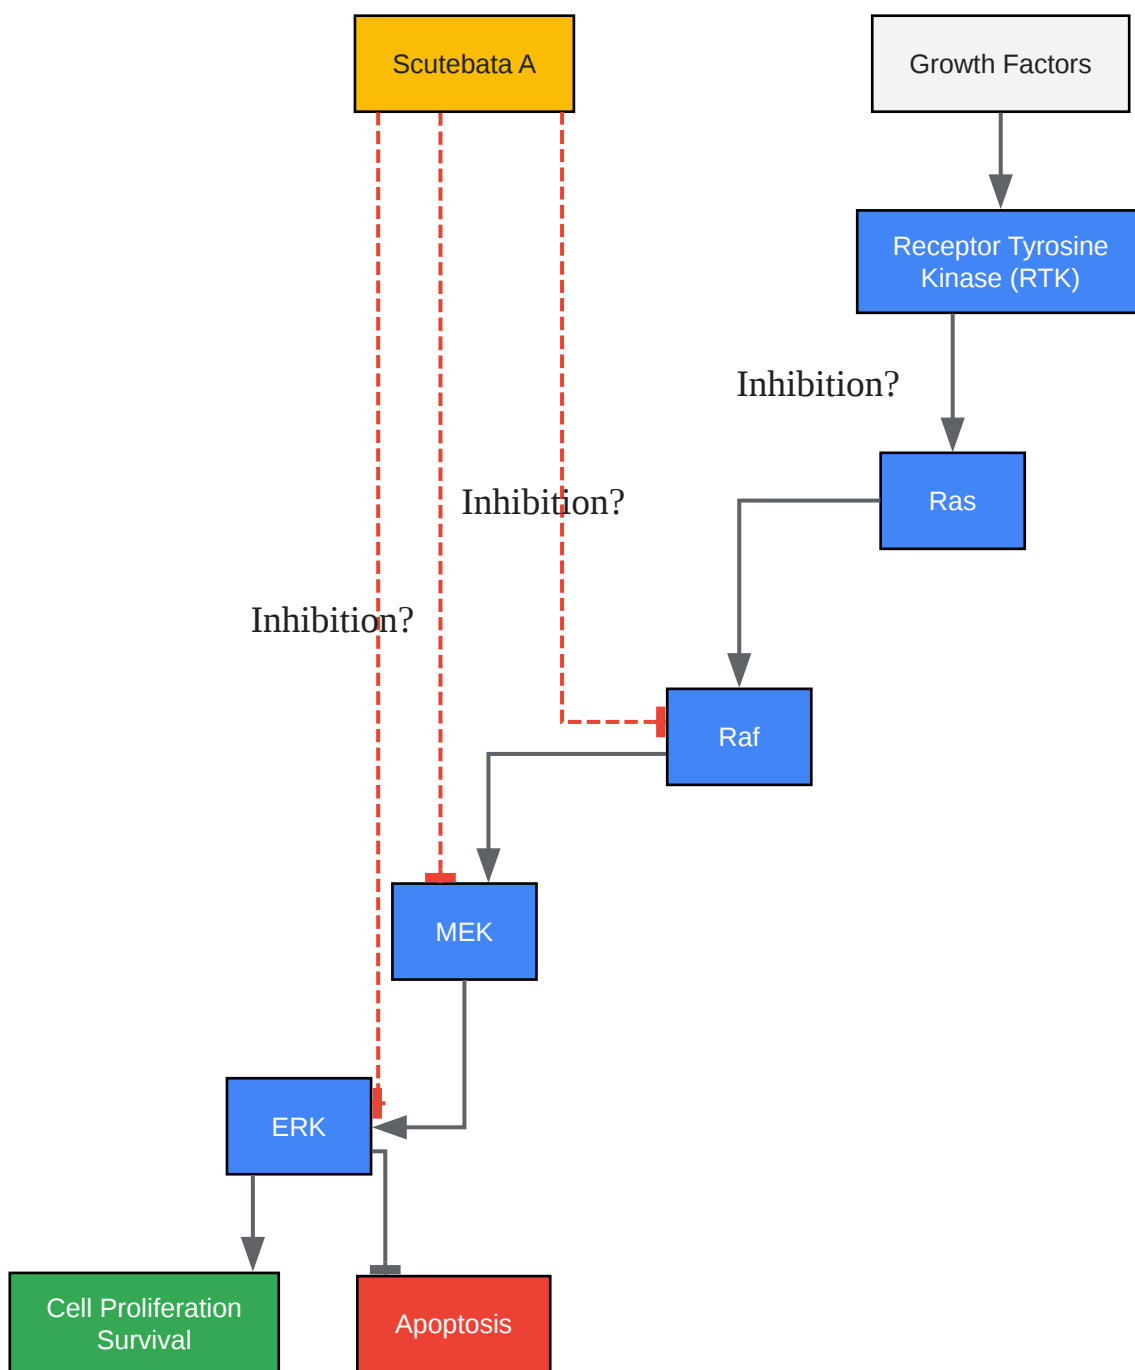 Scutebata A
Growth Factors
Receptor Tyrosine
Kinase (RTK)
Inhibition?
Inhibition?
Ras
Inhibition?
Raf
MEK
ERK
Cell Proliferation
Survival
Apoptosis